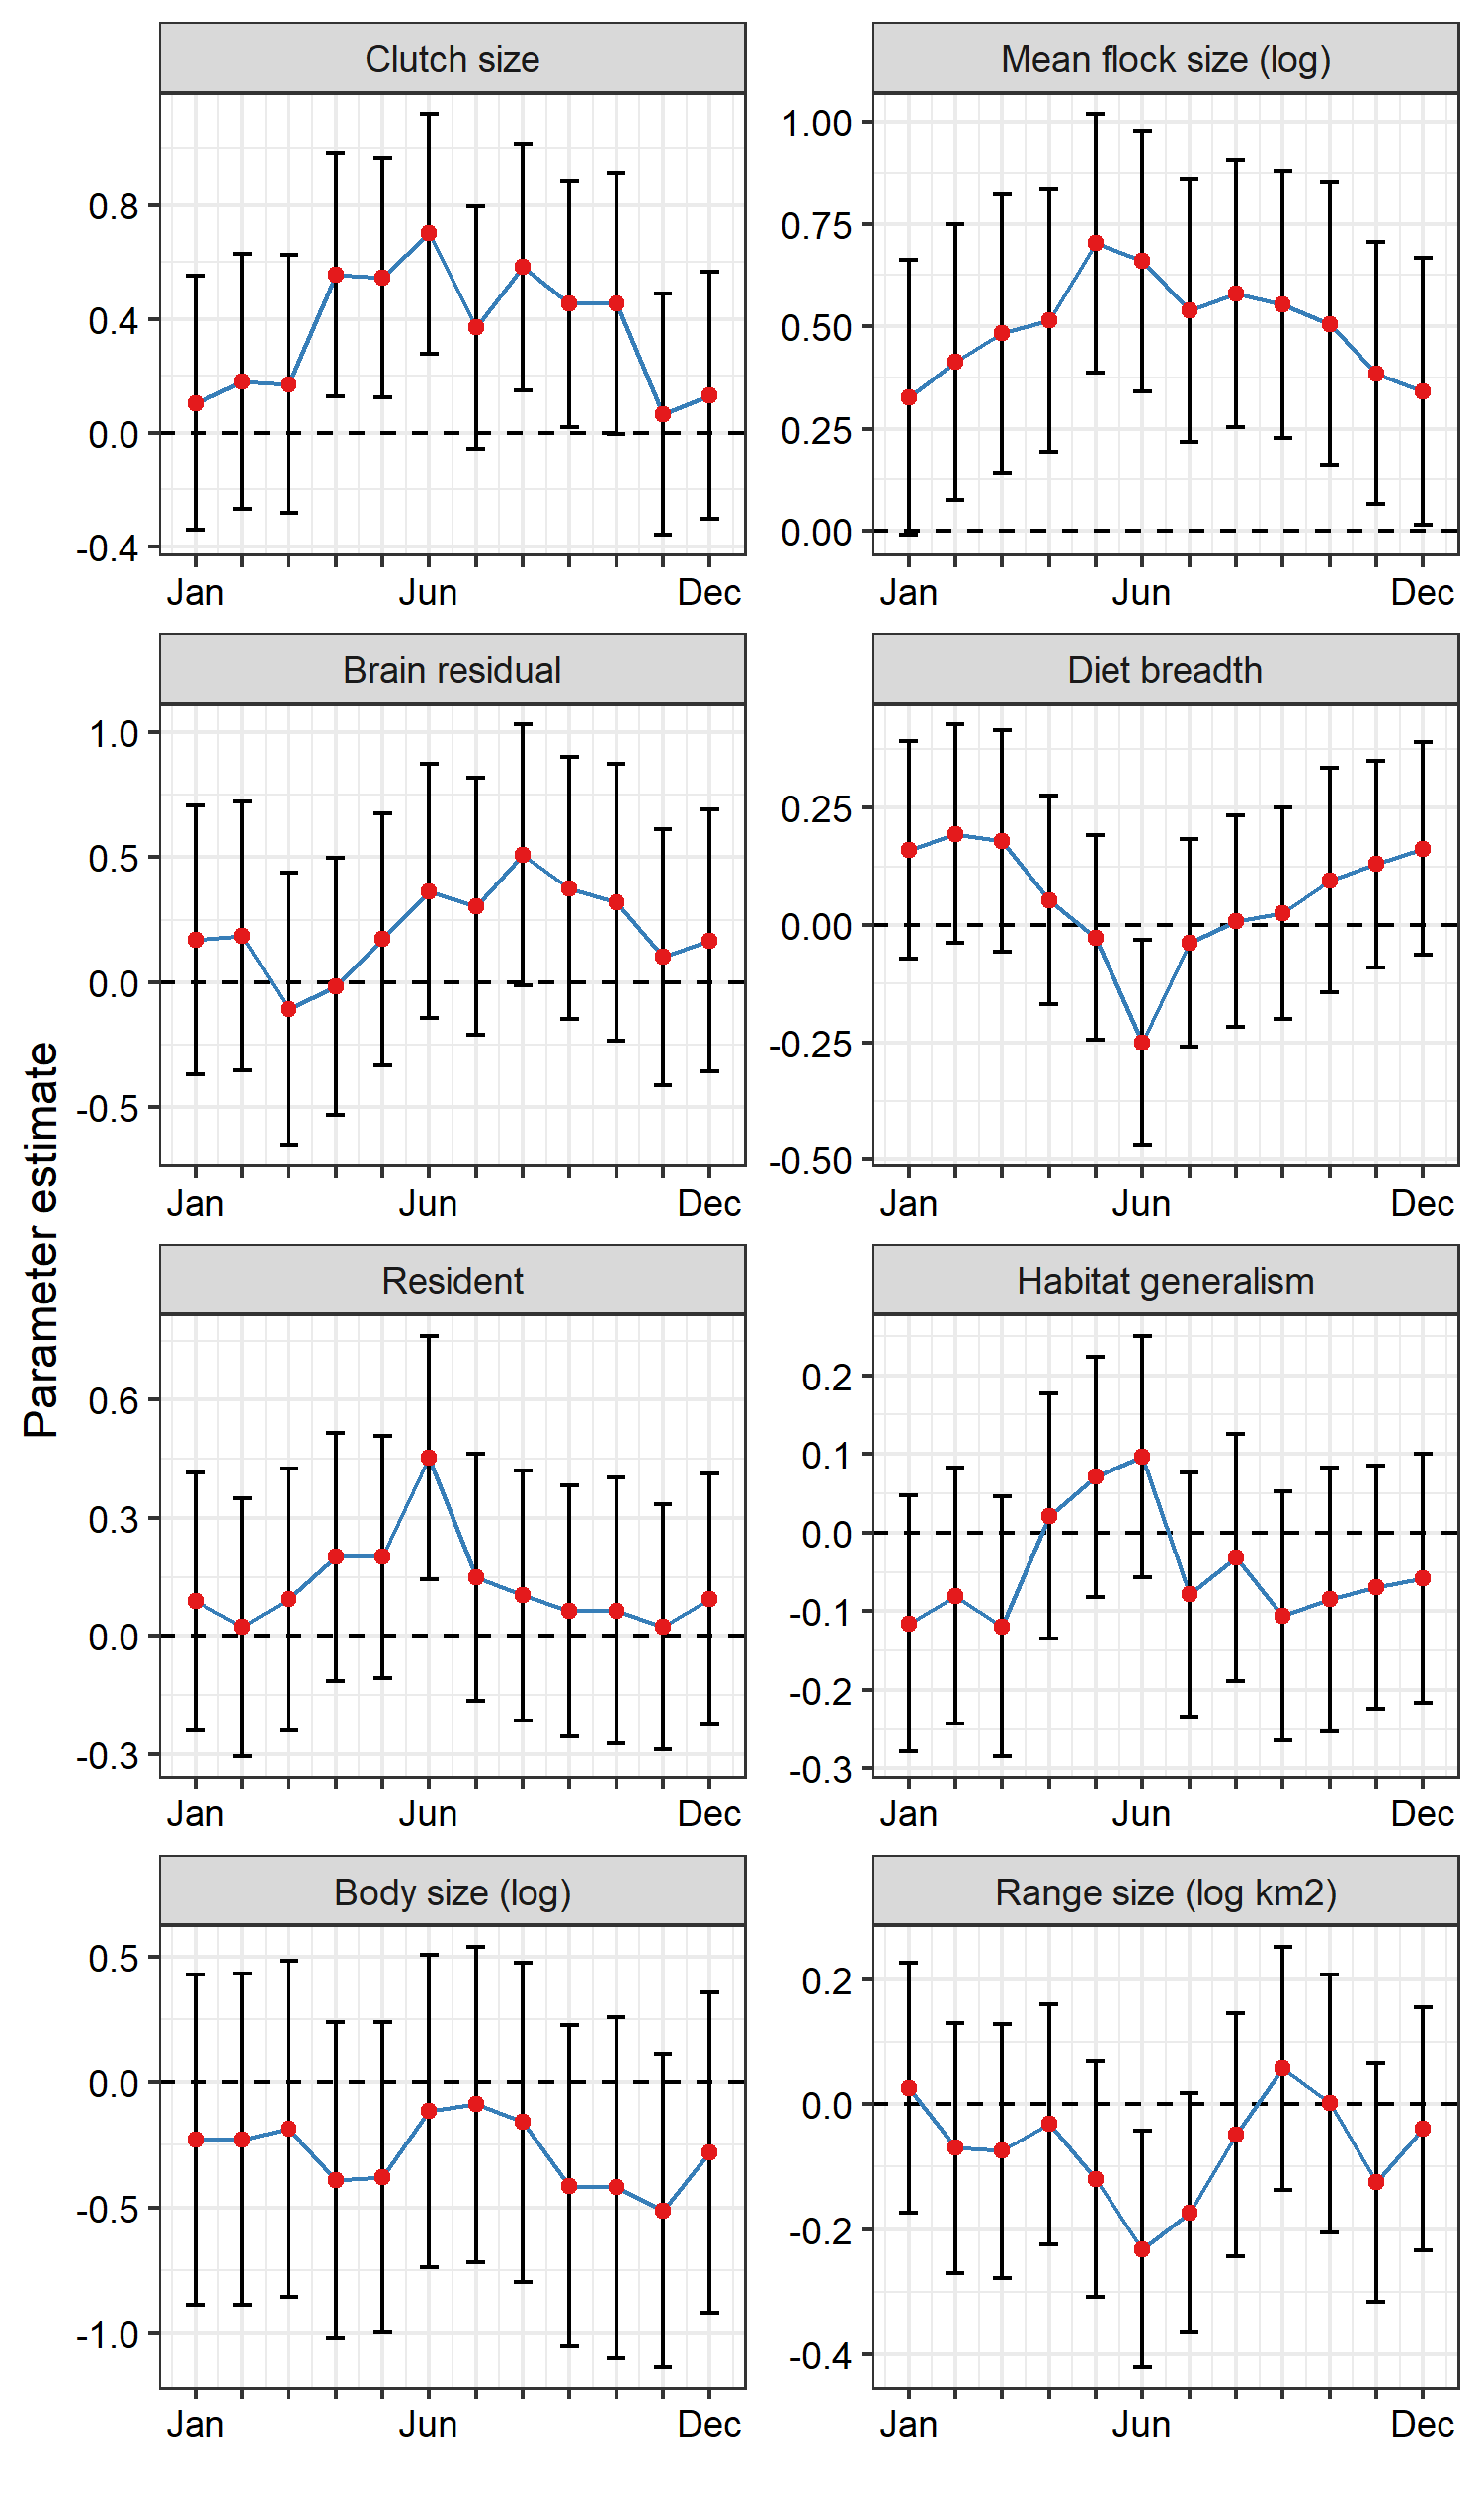 Parameter estimate
Clutch size
0.8
0.4
0.0
-0.4
Jan Jun Dec
Mean flock size (log)
1.00
0.75
0.50
0.25
0.00
Jan Jun Dec
Brain residual
1.0
0.5
0.0
-0.5
Jan Jun Dec
Diet breadth
0.25
0.00
-0.25
-0.50
Jan Jun Dec
Resident
0.6
0.3
0.0
-0.3
Jan Jun Dec
Habitat generalism
0.2
0.1
0.0
-0.1
-0.2
-0.3
Jan Jun Dec
Body size (log)
0.5
0.0
-0.5
-1.0
Jan Jun Dec
Range size (log km2)
0.2
0.0
-0.2
-0.4
Jan Jun Dec